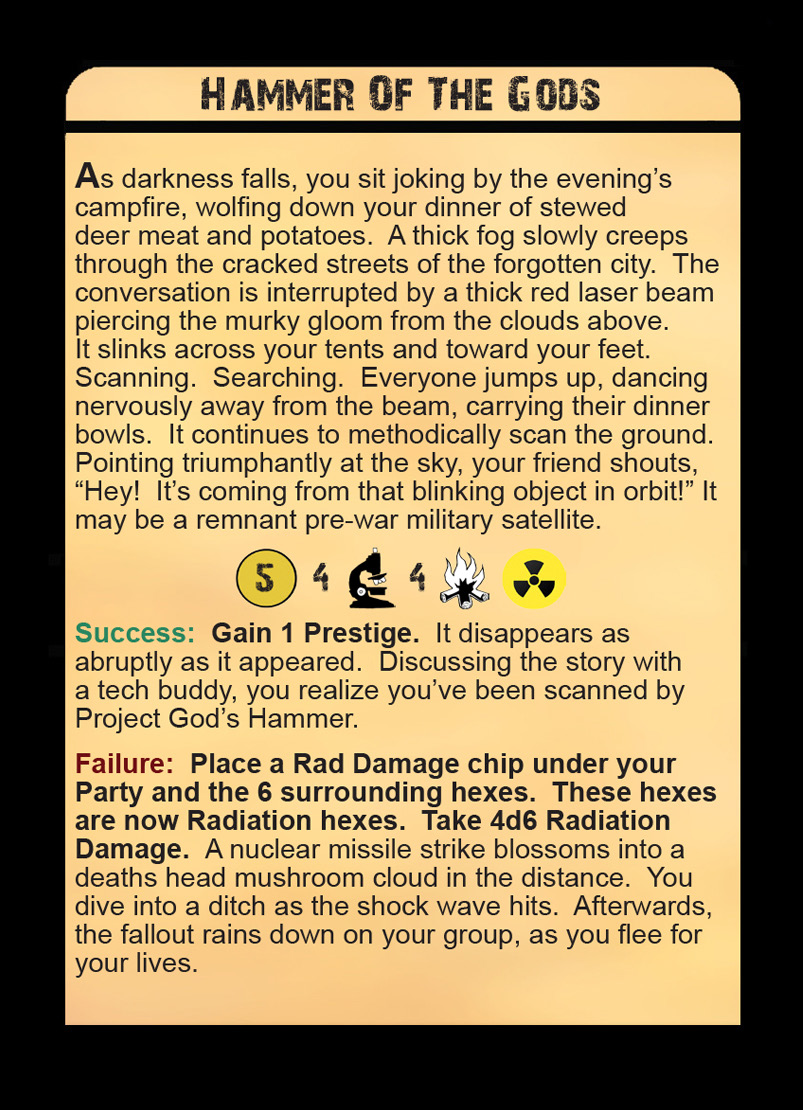 Hammer Of The Gods
As darkness falls, you sit joking by the evening’s
campfire, wolfing down your dinner of stewed
deer meat and potatoes.  A thick fog slowly creeps
through the cracked streets of the forgotten city.  The
conversation is interrupted by a thick red laser beam
piercing the murky gloom from the clouds above.
It slinks across your tents and toward your feet.
Scanning.  Searching.  Everyone jumps up, dancing
nervously away from the beam, carrying their dinner
bowls.  It continues to methodically scan the ground.
Pointing triumphantly at the sky, your friend shouts,
“Hey!  It’s coming from that blinking object in orbit!” It
may be a remnant pre-war military satellite.
5 4 4
Success:  Gain 1 Prestige.  It disappears as
abruptly as it appeared.  Discussing the story with
a tech buddy, you realize you’ve been scanned by
Project God’s Hammer.
Failure:  Place a Rad Damage chip under your
Party and the 6 surrounding hexes.  These hexes
are now Radiation hexes.  Take 4d6 Radiation
Damage.  A nuclear missile strike blossoms into a
deaths head mushroom cloud in the distance.  You
dive into a ditch as the shock wave hits.  Afterwards,
the fallout rains down on your group, as you flee for
your lives.